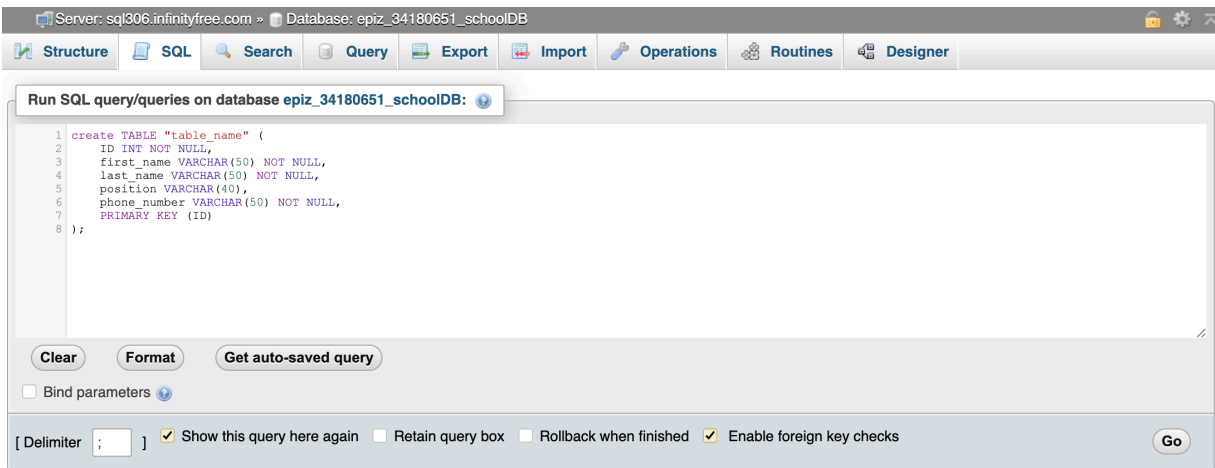 Server: sql306.infinityfree.com » Database: epiz_34180651_schoolDB
Structure SQL Search Query Export Import Operations Routines Designer
Run SQL query/queries on database epiz_34180651_schoolDB:
1 create TABLE "table_name" (
2 ID INT NOT NULL,
3 first_name VARCHAR(50) NOT NULL,
4 last_name VARCHAR(50) NOT NULL,
5 position VARCHAR(40),
6 phone_number VARCHAR(50) NOT NULL,
7 PRIMARY KEY (ID)
8 );
Clear Format Get auto-saved query
Bind parameters
[ Delimiter ; ] Show this query here again Retain query box Rollback when finished Enable foreign key checks Go